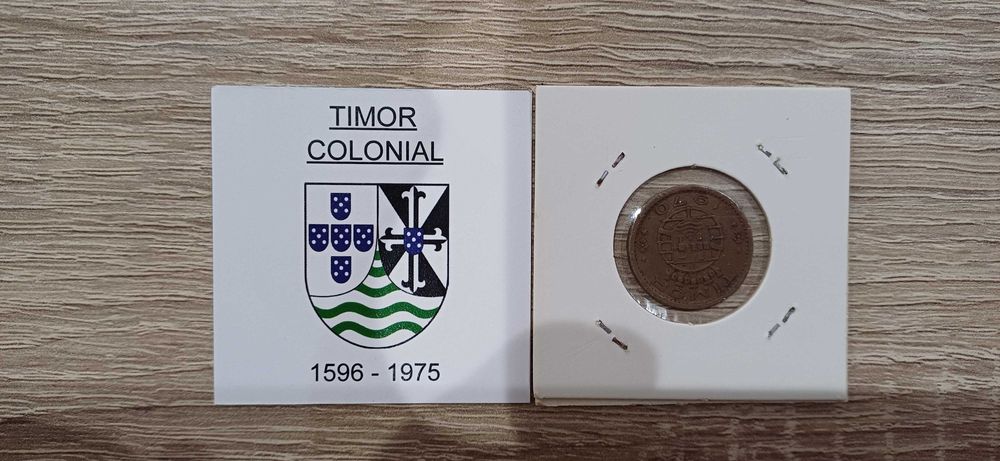 TIMOR
COLONIAL
1596 - 1975